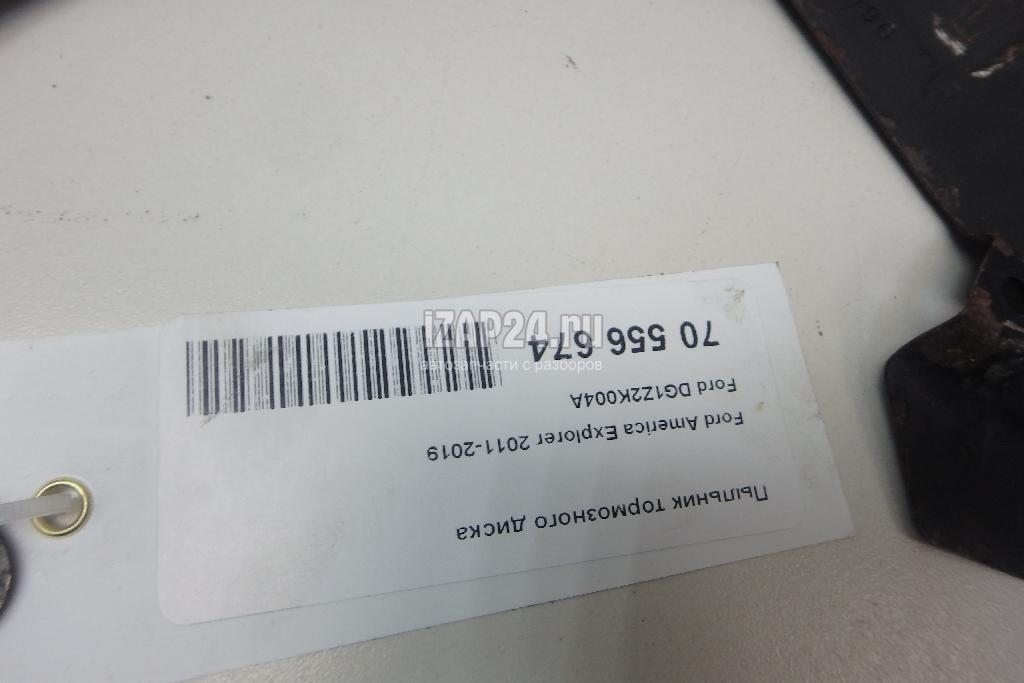 Пыльник тормозного диска
Ford America Explorer 2011-2019
Ford DG1Z2K004A
70 556 674
iZAP24.ru
автозапчасти с разборов